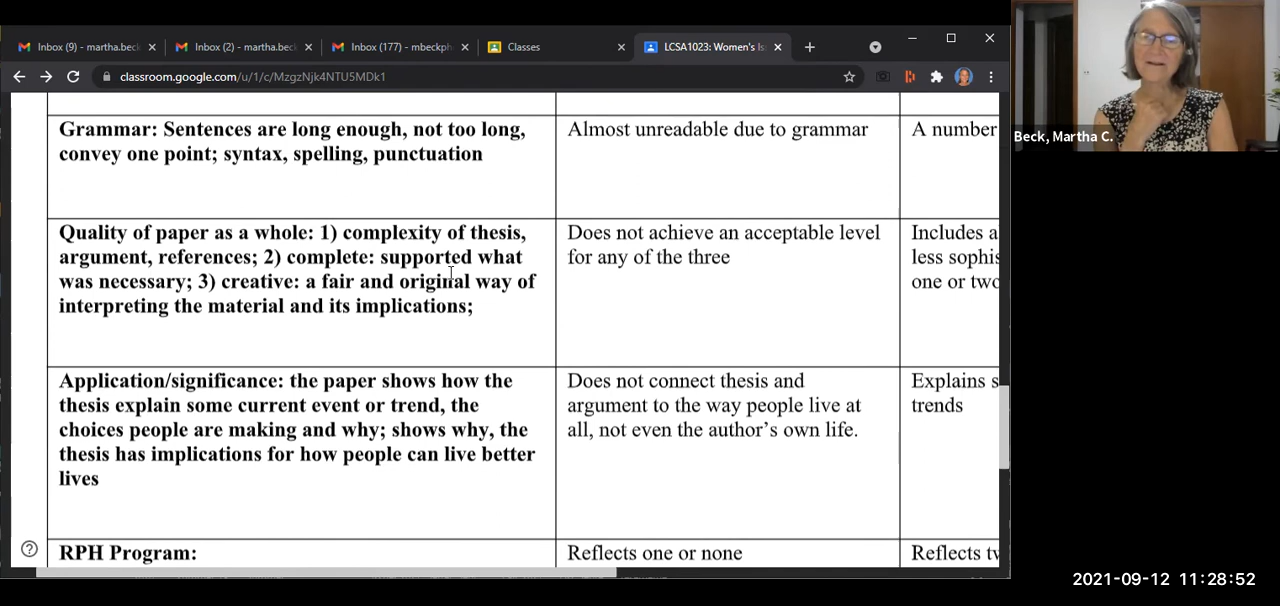 Inbox (9) - martha.bec
Inbox (2) - martha.bec
Inbox (177) - mbeckph
Classes
LCSA1023: Women's Is
classroom.google.com/u/1/c/MzgzNjk4NTU5MDk1
Beck, Martha C.
Grammar: Sentences are long enough, not too long,
convey one point; syntax, spelling, punctuation
Almost unreadable due to grammar
A number
Quality of paper as a whole: 1) complexity of thesis,
argument, references; 2) complete: supported what
was necessary; 3) creative: a fair and original way of
interpreting the material and its implications;
Does not achieve an acceptable level
for any of the three
Includes a
less sophis
one or two
Application/significance: the paper shows how the
thesis explain some current event or trend, the
choices people are making and why; shows why, the
thesis has implications for how people can live better
lives
Does not connect thesis and
argument to the way people live at
all, not even the author's own life.
Explains s
trends
RPH Program:
Reflects one or none
Reflects tw
2021-09-12 11:28:52